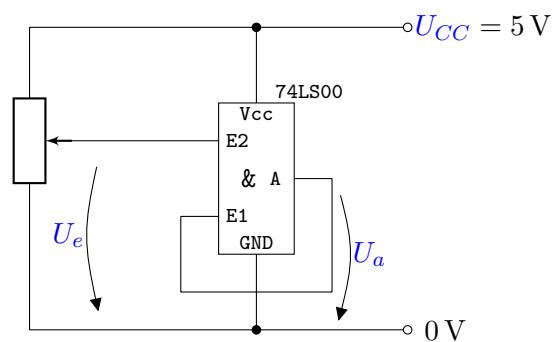 U_CC = 5 V
74LS00
Vcc
E2
& A
E1
GND
U_e
U_a
0 V